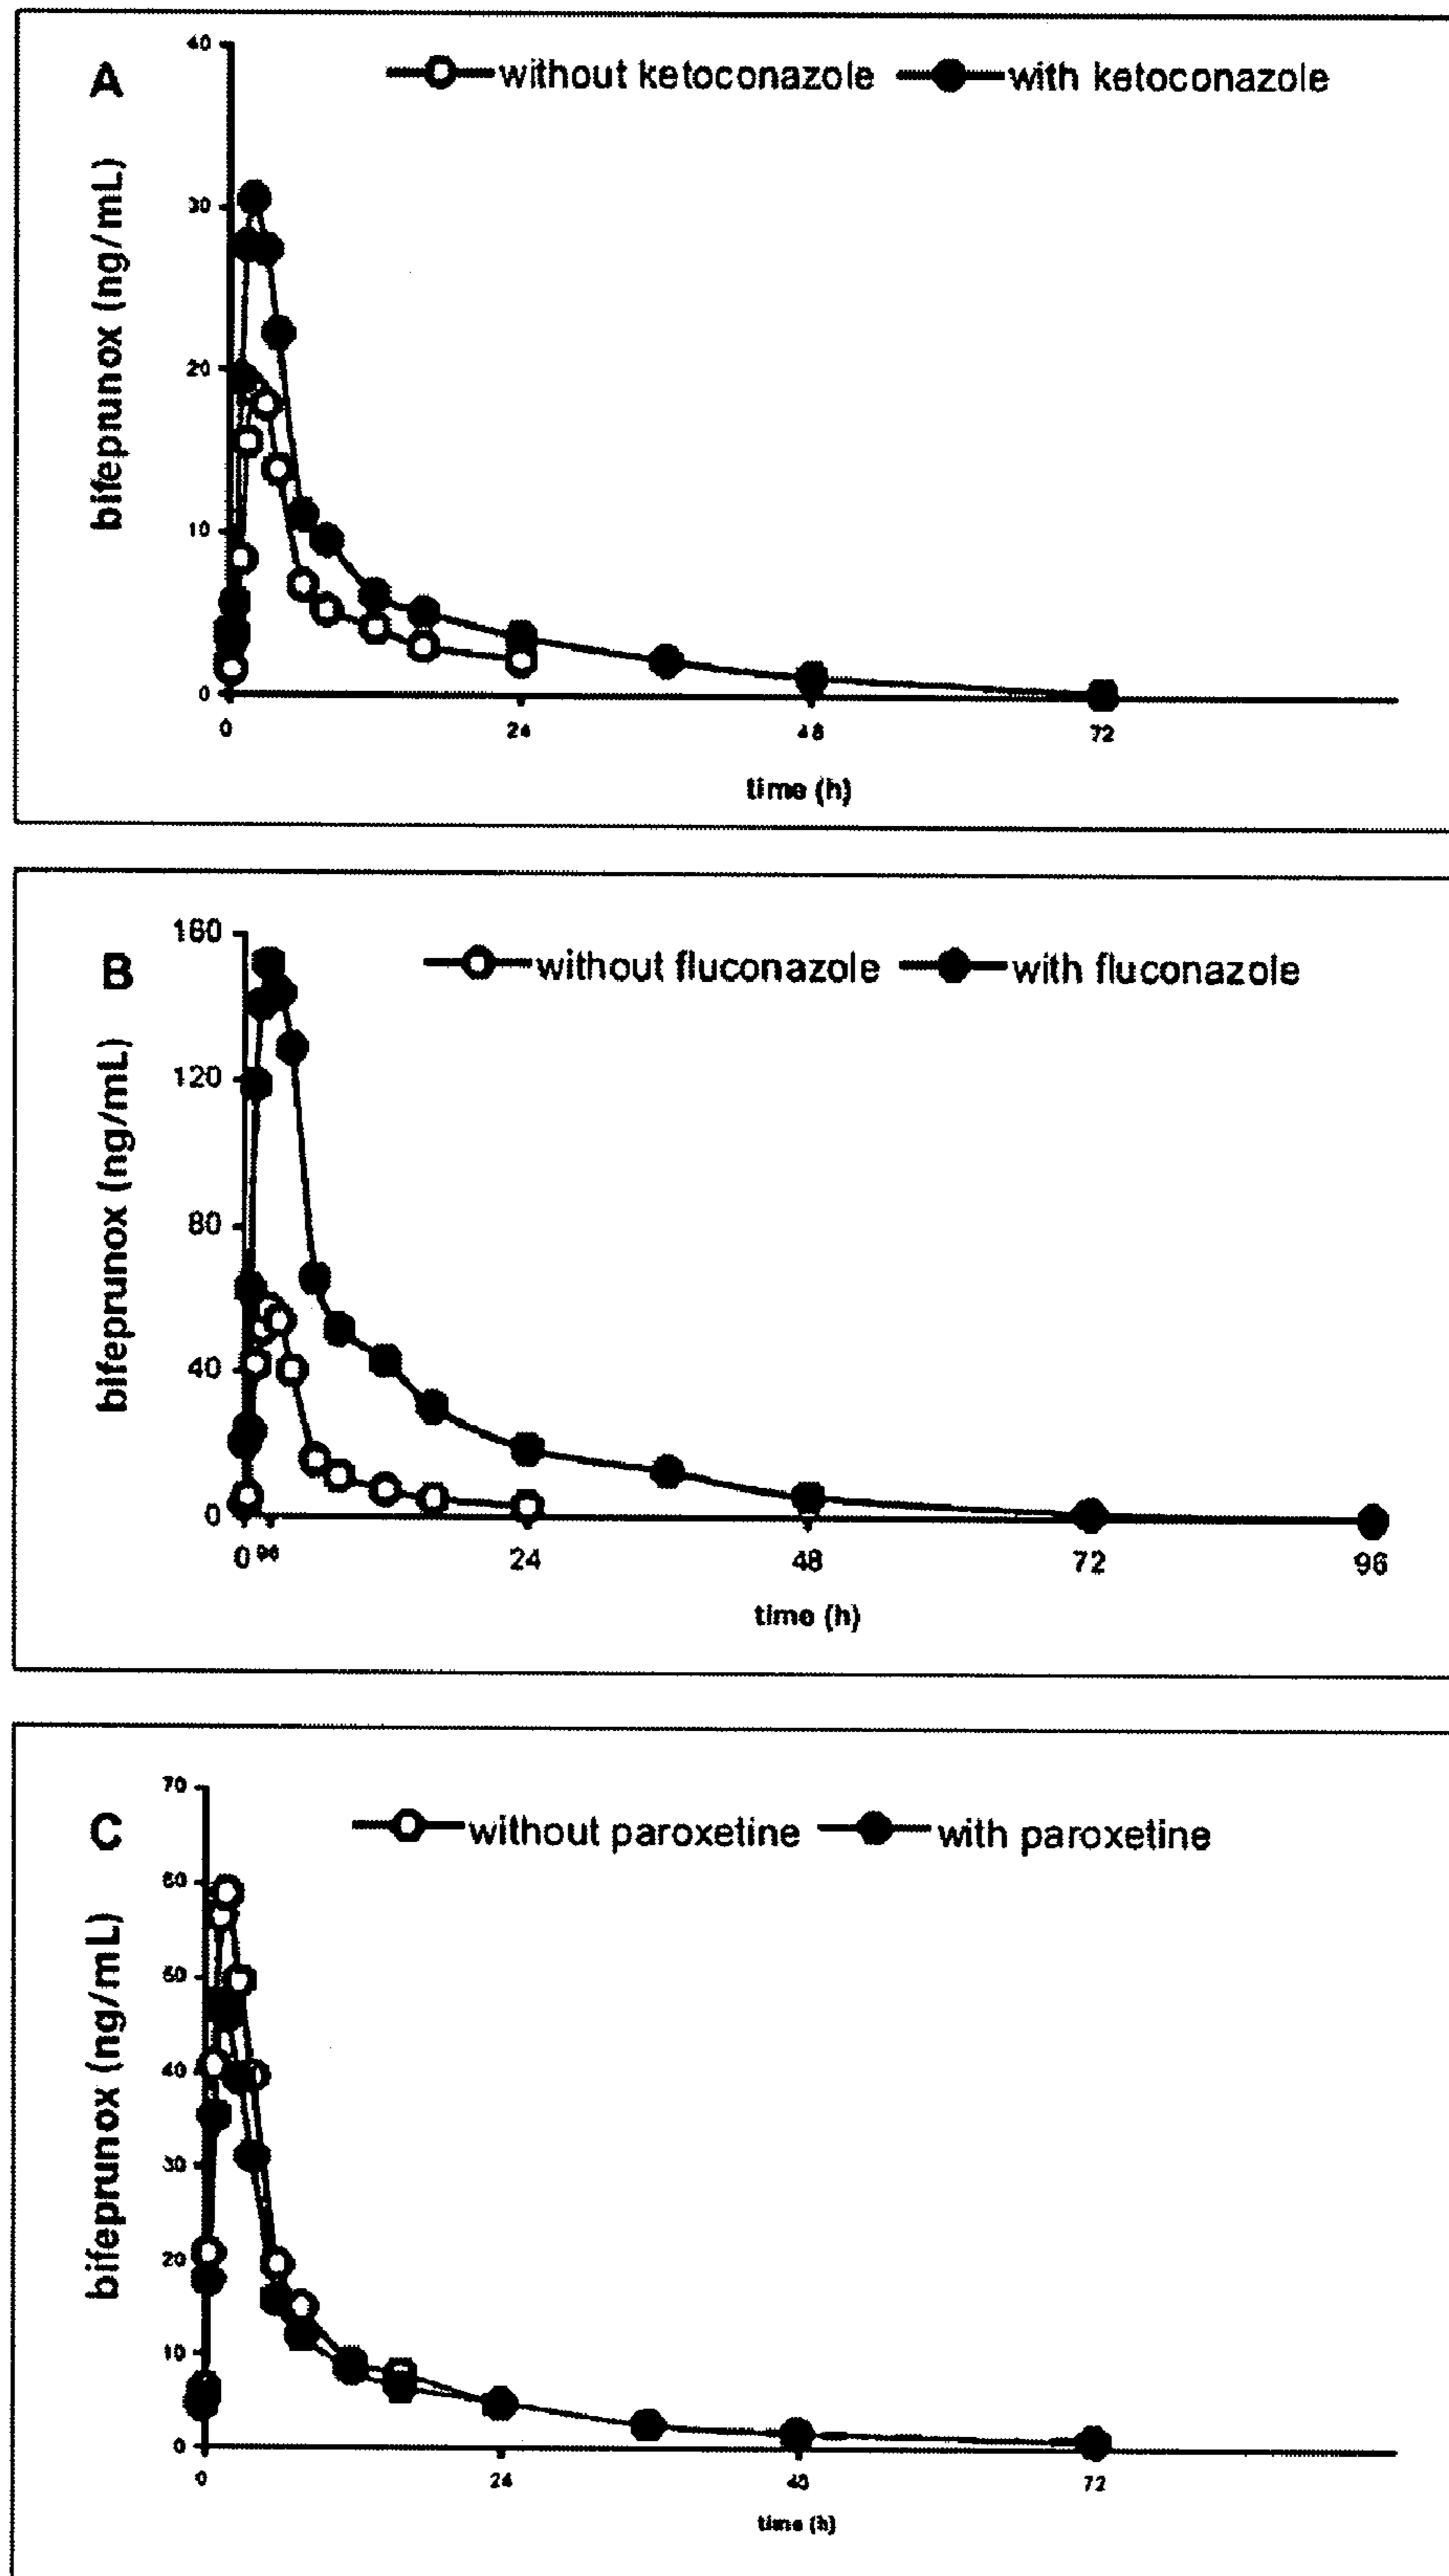 A
without ketoconazole with ketoconazole
bifeprunox (ng/mL)
40
30
20
10
0
0 24 48 72
time (h)
B
without fluconazole with fluconazole
bifeprunox (ng/mL)
160
120
80
40
0
0 96 24 48 72 96
time (h)
C
without paroxetine with paroxetine
bifeprunox (ng/mL)
70
60
50
40
30
20
10
0
0 24 48 72
time (h)